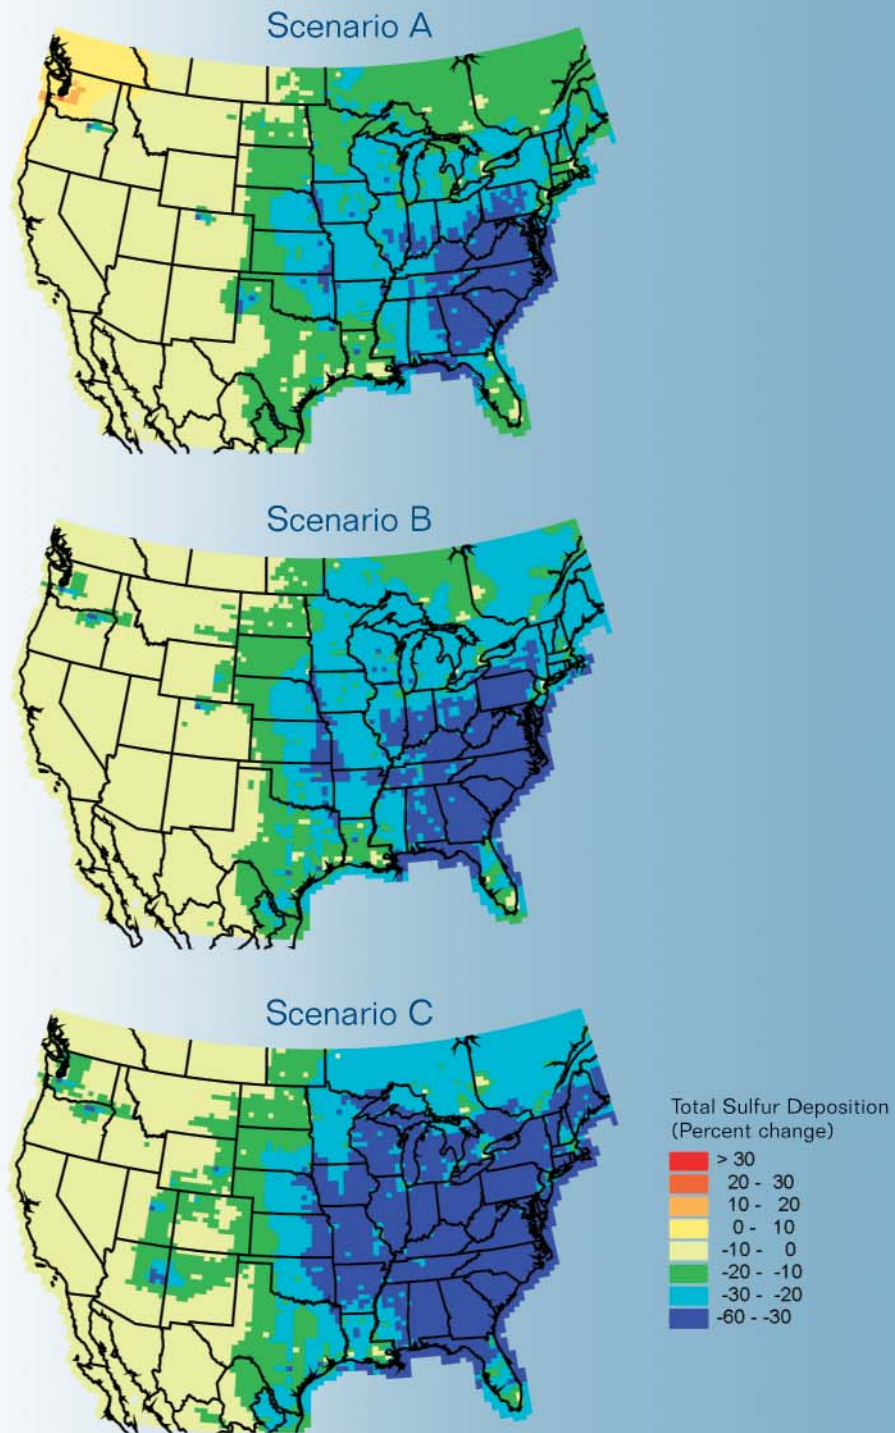 Scenario A
Scenario B
Scenario C
Total Sulfur Deposition
(Percent change)
> 30
20 - 30
10 - 20
0 - 10
-10 - 0
-20 - -10
-30 - -20
-60 - -30